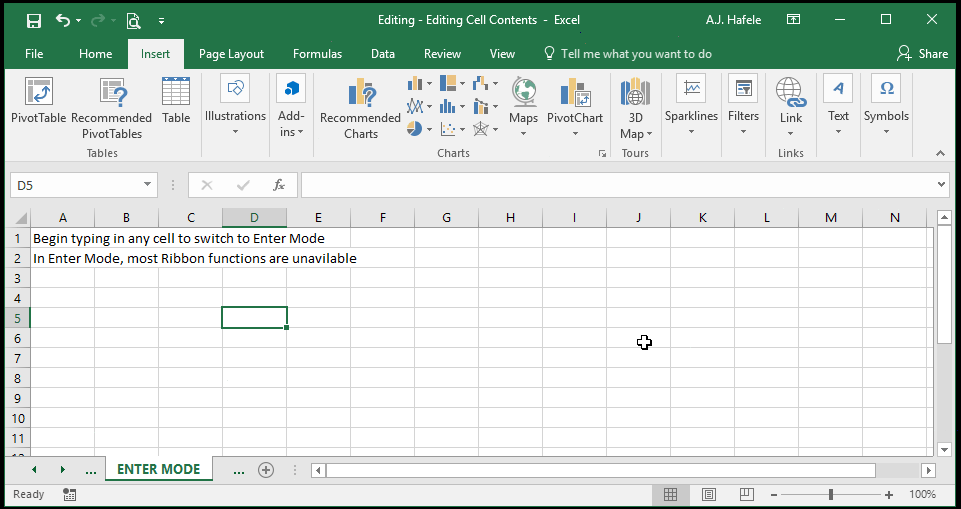 Editing - Editing Cell Contents - Excel
A.J. Hafele
File Home Insert Page Layout Formulas Data Review View Tell me what you want to do Share
PivotTable
Recommended
PivotTables
Table
Illustrations
Add-
ins
Recommended
Charts
Maps
PivotChart
3D
Map
Sparklines
Filters
Link
Text
Symbols
Tables
Charts
Tours
Links
D5
fx
A B C D E F G H I J K L M N
1 Begin typing in any cell to switch to Enter Mode
2 In Enter Mode, most Ribbon functions are unavilable
3
4
5
6
7
8
9
10
11
... ENTER MODE ...
Ready
100%